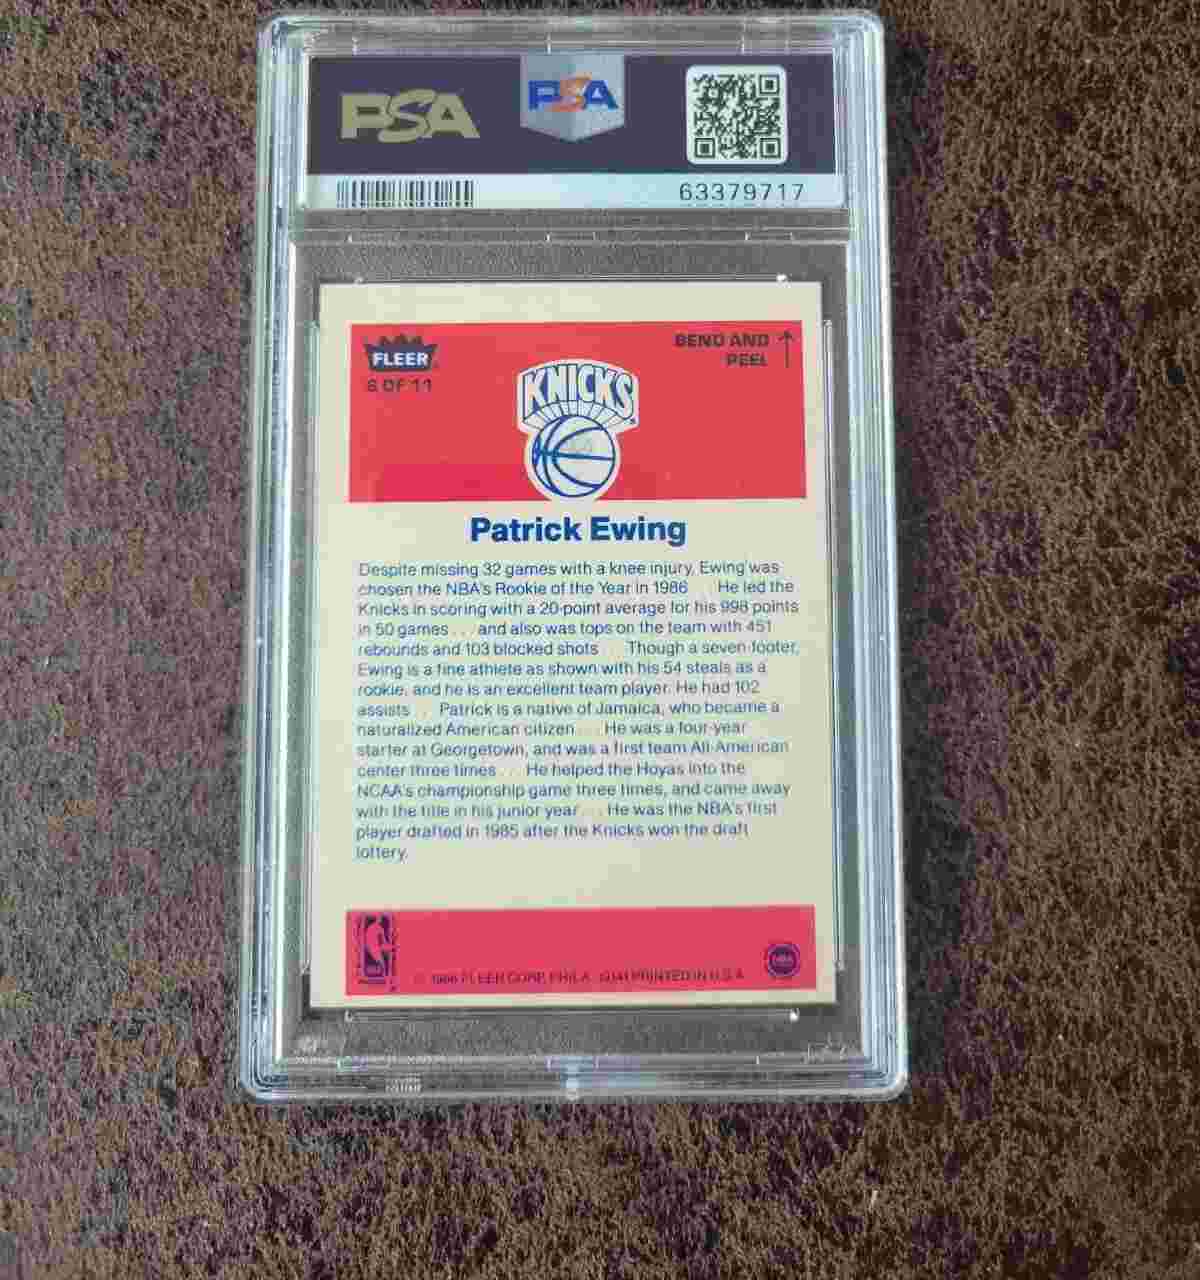 PSA
PSA
63379717
FLEER
6 OF 11
BEND AND
PEEL
KNICKS
Patrick Ewing
Despite missing 32 games with a knee injury, Ewing was
chosen the NBA's Rookie of the Year in 1986 ... He led the
Knicks in scoring with a 20-point average for his 998 points
in 50 games ... and also was tops on the team with 451
rebounds and 103 blocked shots ... Though a seven footer,
Ewing is a fine athlete as shown with his 54 steals as a
rookie, and he is an excellent team player. He had 102
assists ... Patrick is a native of Jamaica, who became a
naturalized American citizen ... He was a four-year
starter at Georgetown, and was a first team All-American
center three times ... He helped the Hoyas into the
NCAA's championship game three times, and came away
with the title in his junior year ... He was the NBA's first
player drafted in 1985 after the Knicks won the draft
lottery.
© 1986 FLEER CORP. PHILA. 19141 PRINTED IN U.S.A.
NBA